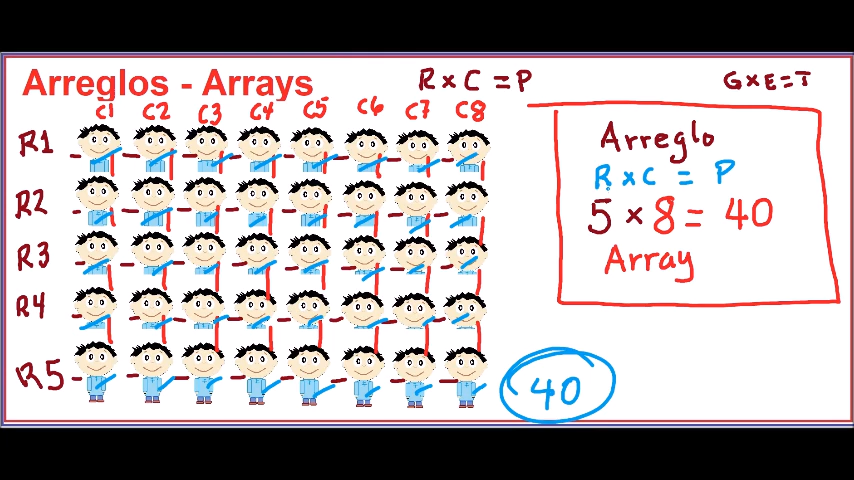 Arreglos - Arrays
R x C = P
G x E = T
C1 C2 C3 C4 C5 C6 C7 C8
R1
R2
R3
R4
R5
Arreglo
R x C = P
5 x 8 = 40
Array
40